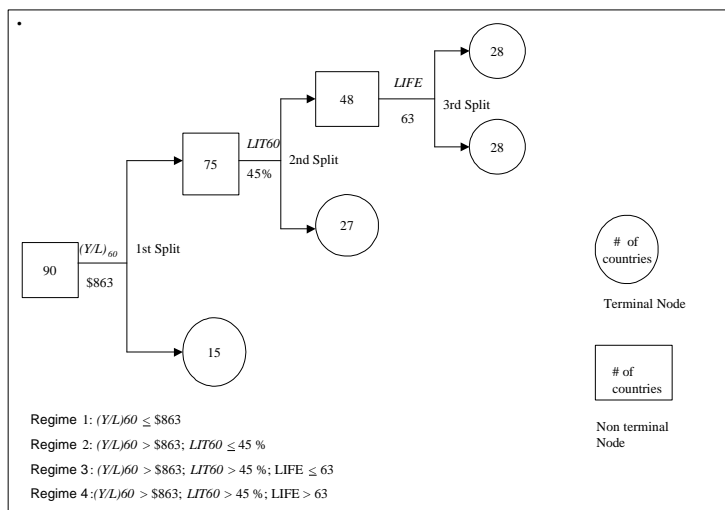 28
LIFE
48
3rd Split
63
LIT60
75
2nd Split
28
45%
27
(Y/L)60
# of
countries
1st Split
90
$863
Terminal Node
15
# of
countries
Regime 1: (Y/L)60 ≤ $863
Non terminal
Node
Regime 2: (Y/L)60 > $863; LIT60 ≤ 45 %
Regime 3: (Y/L)60 > $863; LIT60 > 45 %; LIFE ≤ 63
Regime 4:(Y/L)60 > $863; LIT60 > 45 %; LIFE > 63